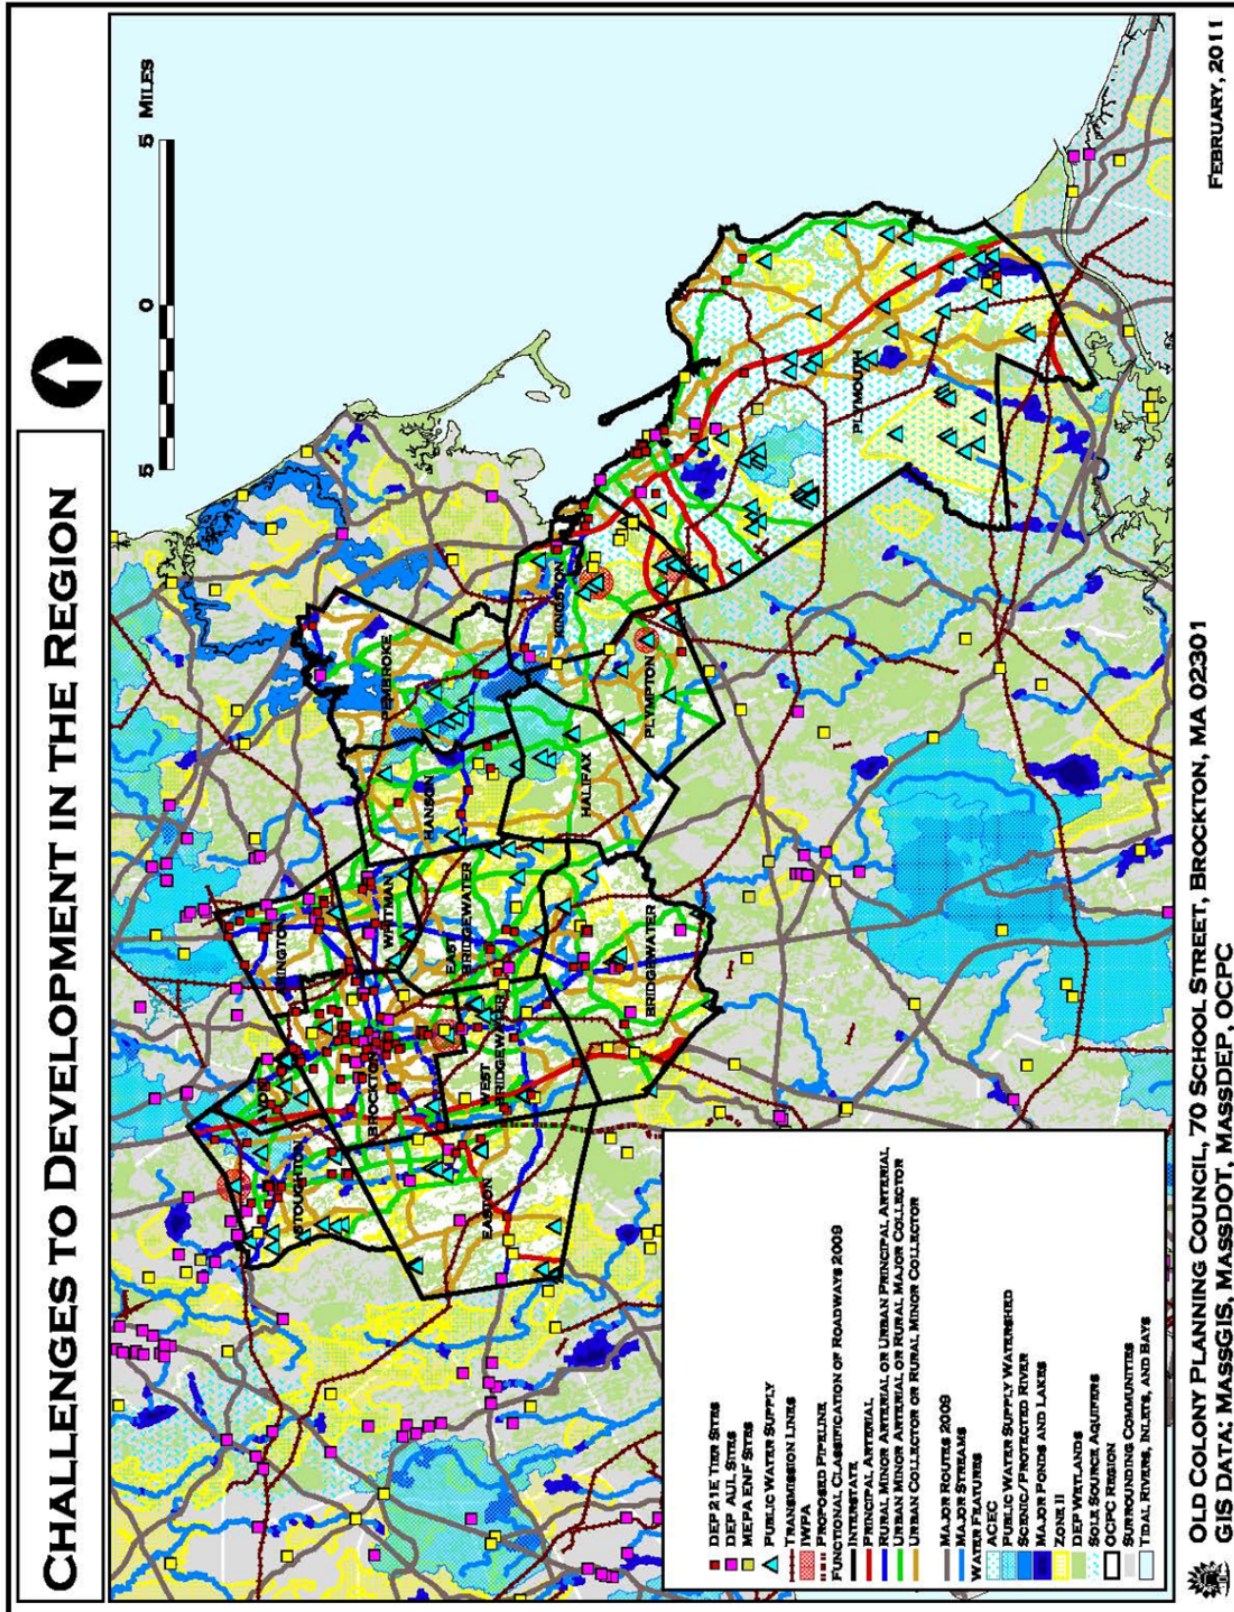 CHALLENGES TO DEVELOPMENT IN THE REGION
5 0 5 MILES
STOUGHTON
AVON
ABINGTON
BROCKTON
WHITMAN
EASTON
WEST
BRIDGEWATER
EAST
BRIDGEWATER
BRIDGEWATER
HANSON
PEMBROKE
HALIFAX
PLYMPTON
KINGSTON
PLYMOUTH
DEP 21E TIER SITES
DEP AUL SITES
MEPA ENF SITES
PUBLIC WATER SUPPLY
TRANSMISSION LINES
IWPA
PROPOSED PIPELINE
FUNCTIONAL CLASSIFICATION OF ROADWAYS 2009
INTERSTATE
PRINCIPAL ARTERIAL
RURAL MINOR ARTERIAL OR URBAN PRINCIPAL ARTERIAL
URBAN MINOR ARTERIAL OR RURAL MAJOR COLLECTOR
URBAN COLLECTOR OR RURAL MINOR COLLECTOR
MAJOR ROUTES 2009
MAJOR STREAMS
WATER FEATURES
ACEC
PUBLIC WATER SUPPLY WATERSHED
SCENIC/PROTECTED RIVER
MAJOR PONDS AND LAKES
ZONE II
DEP WETLANDS
SOLE SOURCE AQUIFERS
OCPC REGION
SURROUNDING COMMUNITIES
TIDAL RIVERS, INLETS, AND BAYS
OLD COLONY PLANNING COUNCIL, 70 SCHOOL STREET, BROCKTON, MA 02301
GIS DATA: MASSGIS, MASSDOT, MASSDEP, OCPC
FEBRUARY, 2011